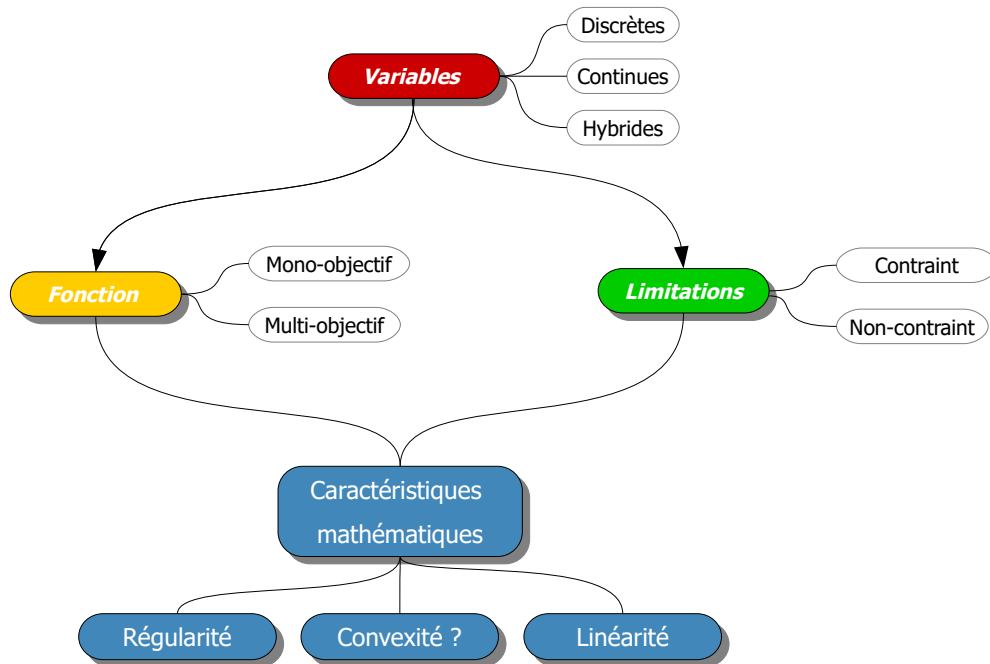 Discrètes
Variables
Continues
Hybrides
Mono-objectif
Fonction
Multi-objectif
Contraint
Limitations
Non-contraint
Caractéristiques
mathématiques
Régularité
Convexité ?
Linéarité